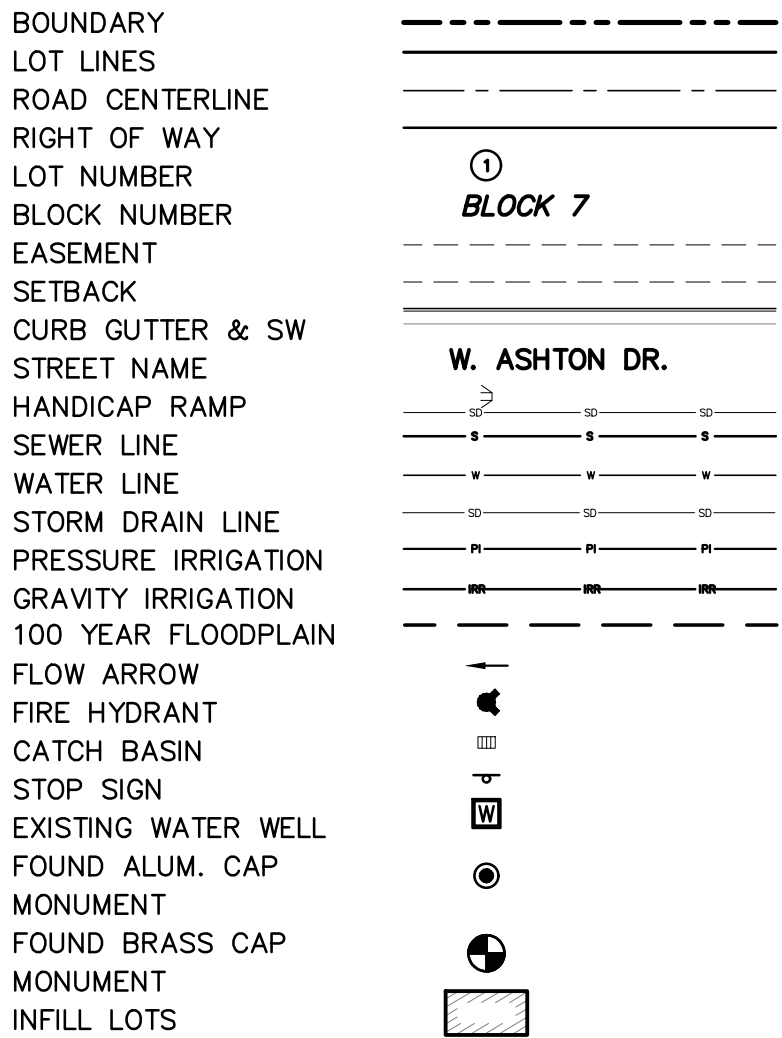 BOUNDARY
LOT LINES
ROAD CENTERLINE
RIGHT OF WAY
LOT NUMBER 1
BLOCK NUMBER BLOCK 7
EASEMENT
SETBACK
CURB GUTTER & SW
STREET NAME W. ASHTON DR.
HANDICAP RAMP
SD SD SD
SEWER LINE S S S
WATER LINE W W W
STORM DRAIN LINE SD SD SD
PRESSURE IRRIGATION PI PI PI
GRAVITY IRRIGATION IRR IRR IRR
100 YEAR FLOODPLAIN
FLOW ARROW
FIRE HYDRANT
CATCH BASIN
STOP SIGN
EXISTING WATER WELL W
FOUND ALUM. CAP
MONUMENT
FOUND BRASS CAP
MONUMENT
INFILL LOTS